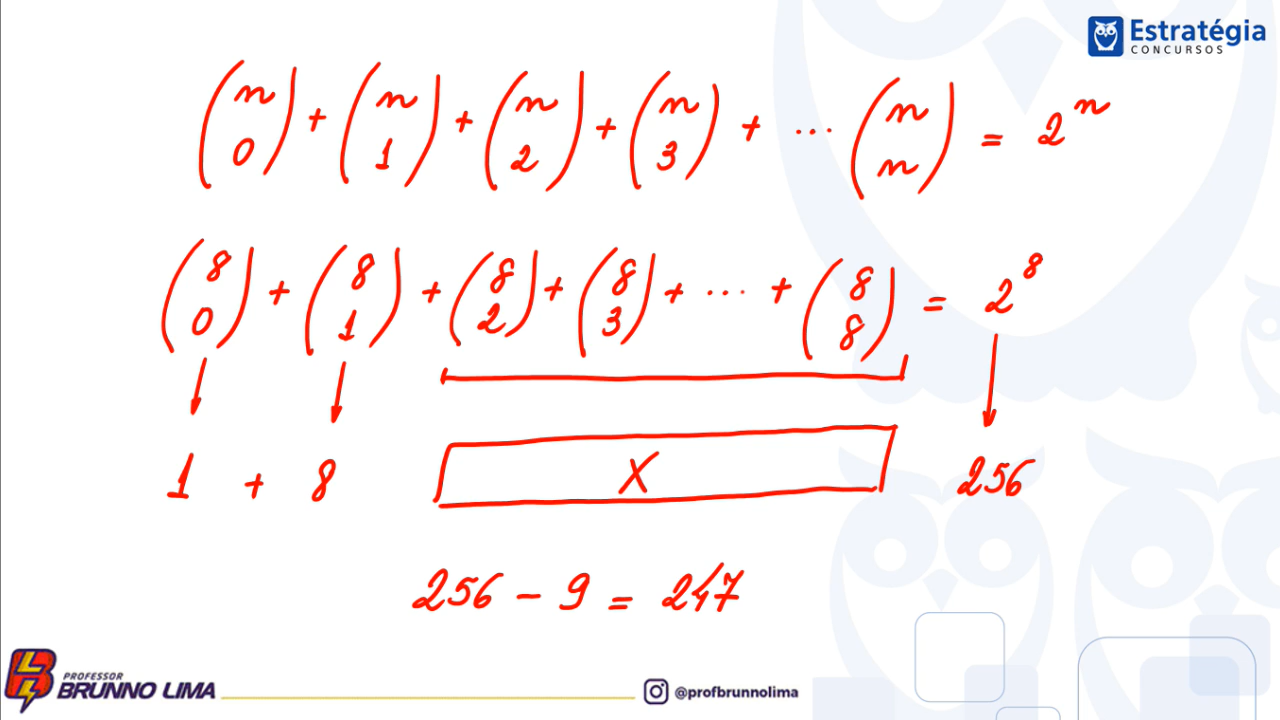 Estratégia
CONCURSOS
(n 0) + (n 1) + (n 2) + (n 3) + ... (n n) = 2^n
(8 0) + (8 1) + (8 2) + (8 3) + ... + (8 8) = 2^8
1 + 8 X 256
256 - 9 = 247
PROFESSOR
BRUNNO LIMA
@profbrunnolima